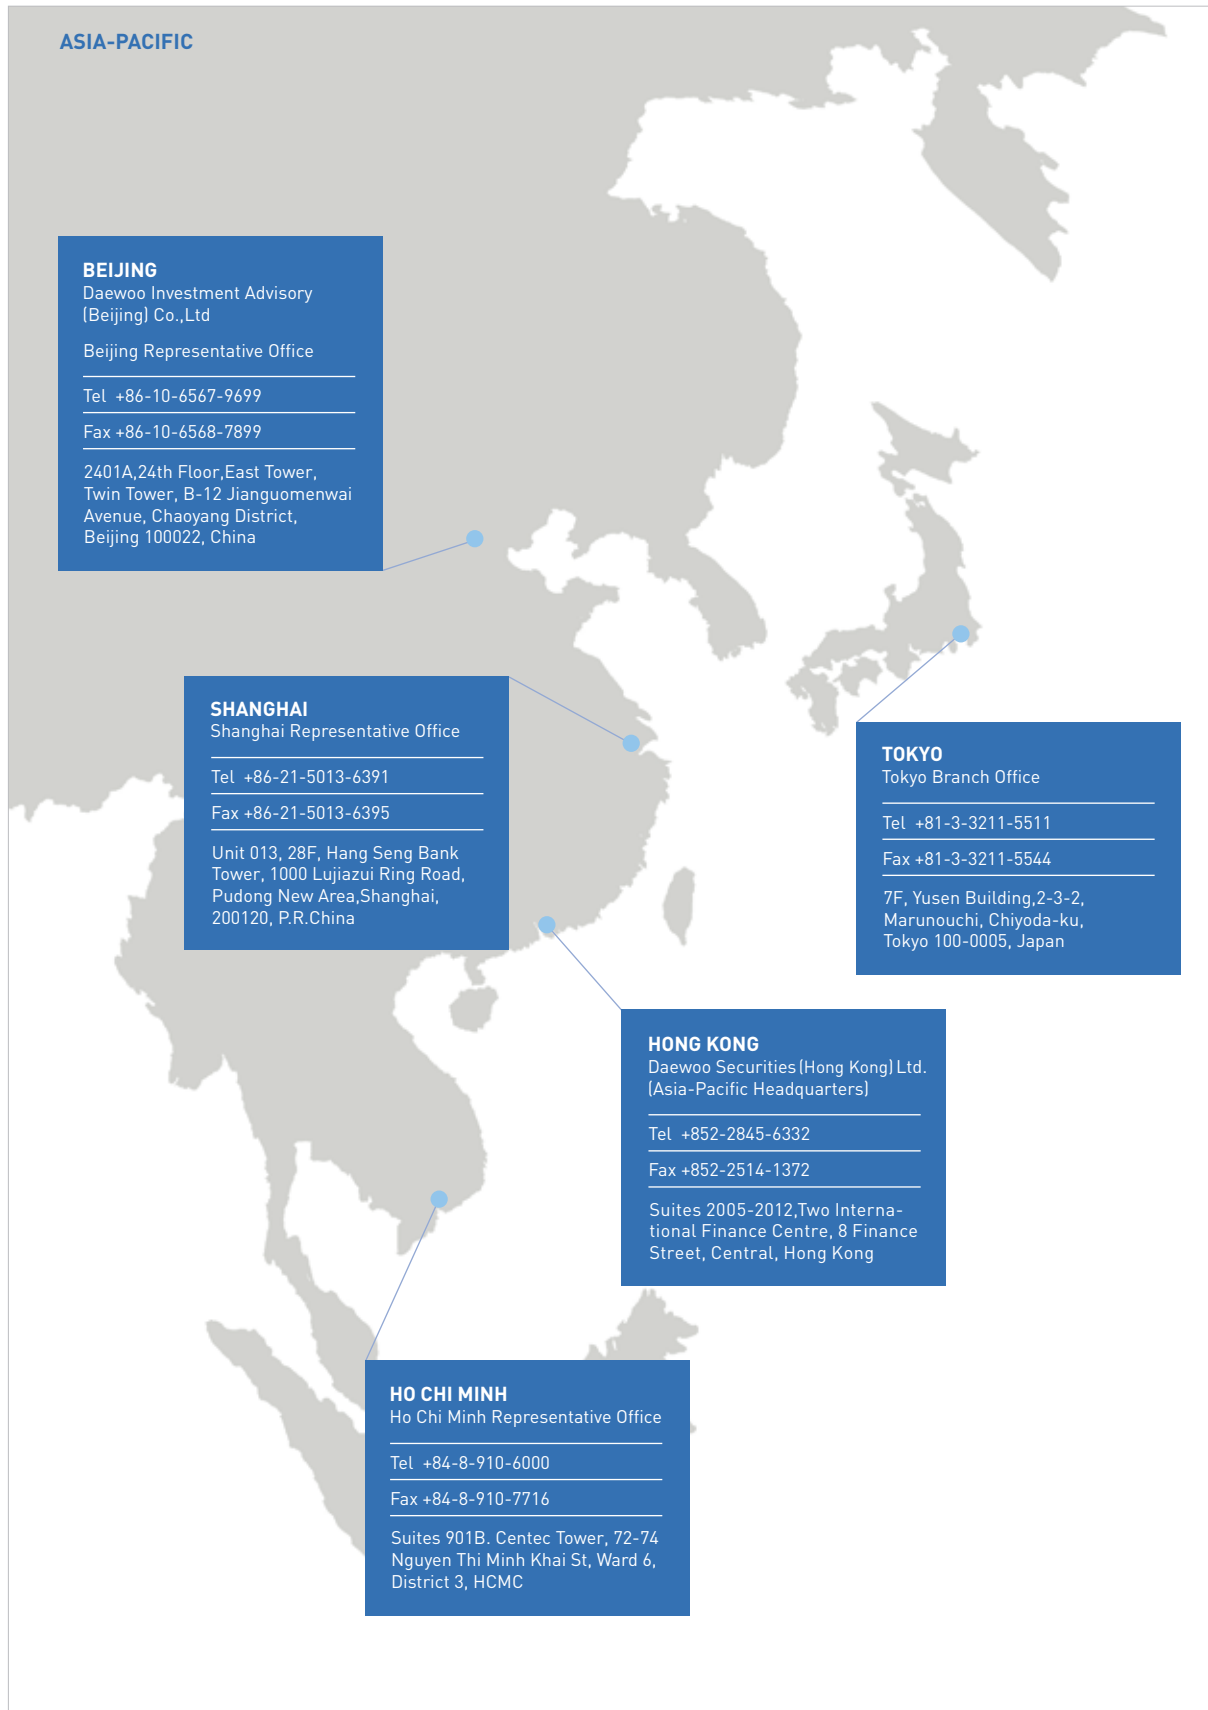 ASIA-PACIFIC
BEIJING
Daewoo Investment Advisory
(Beijing) Co.,Ltd
Beijing Representative Office
Tel +86-10-6567-9699
Fax +86-10-6568-7899
2401A,24th Floor,East Tower,
Twin Tower, B-12 Jianguomenwai
Avenue, Chaoyang District,
Beijing 100022, China
SHANGHAI
Shanghai Representative Office
Tel +86-21-5013-6391
Fax +86-21-5013-6395
Unit 013, 28F, Hang Seng Bank
Tower, 1000 Lujiazui Ring Road,
Pudong New Area,Shanghai,
200120, P.R.China
TOKYO
Tokyo Branch Office
Tel +81-3-3211-5511
Fax +81-3-3211-5544
7F, Yusen Building,2-3-2,
Marunouchi, Chiyoda-ku,
Tokyo 100-0005, Japan
HONG KONG
Daewoo Securities (Hong Kong) Ltd.
(Asia-Pacific Headquarters)
Tel +852-2845-6332
Fax +852-2514-1372
Suites 2005-2012,Two Interna-
tional Finance Centre, 8 Finance
Street, Central, Hong Kong
HO CHI MINH
Ho Chi Minh Representative Office
Tel +84-8-910-6000
Fax +84-8-910-7716
Suites 901B. Centec Tower, 72-74
Nguyen Thi Minh Khai St, Ward 6,
District 3, HCMC